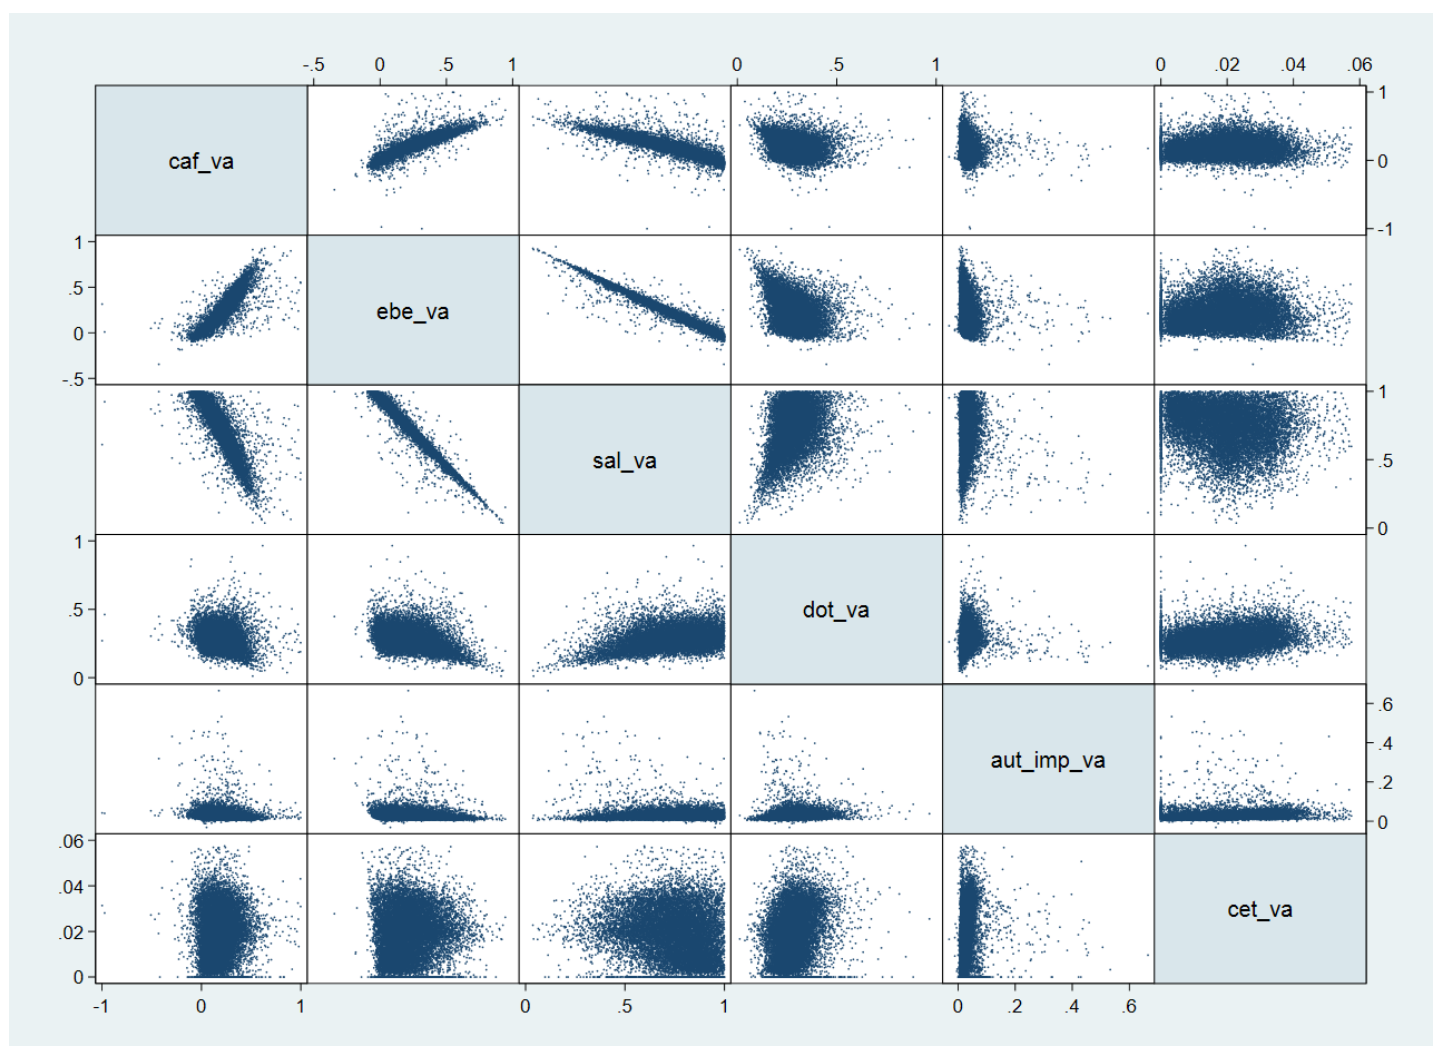 -.5 0 .5 1 0 1 0 .02 .04 .06
caf_va 1 0 -1
1 .5 0 -.5 ebe_va
sal_va 1 .5 0
1 .5 0 dot_va
aut_imp_va .6 .4 .2 0
.06 .04 .02 0 cet_va
-1 0 1 0 .5 1 0 .2 .4 .6